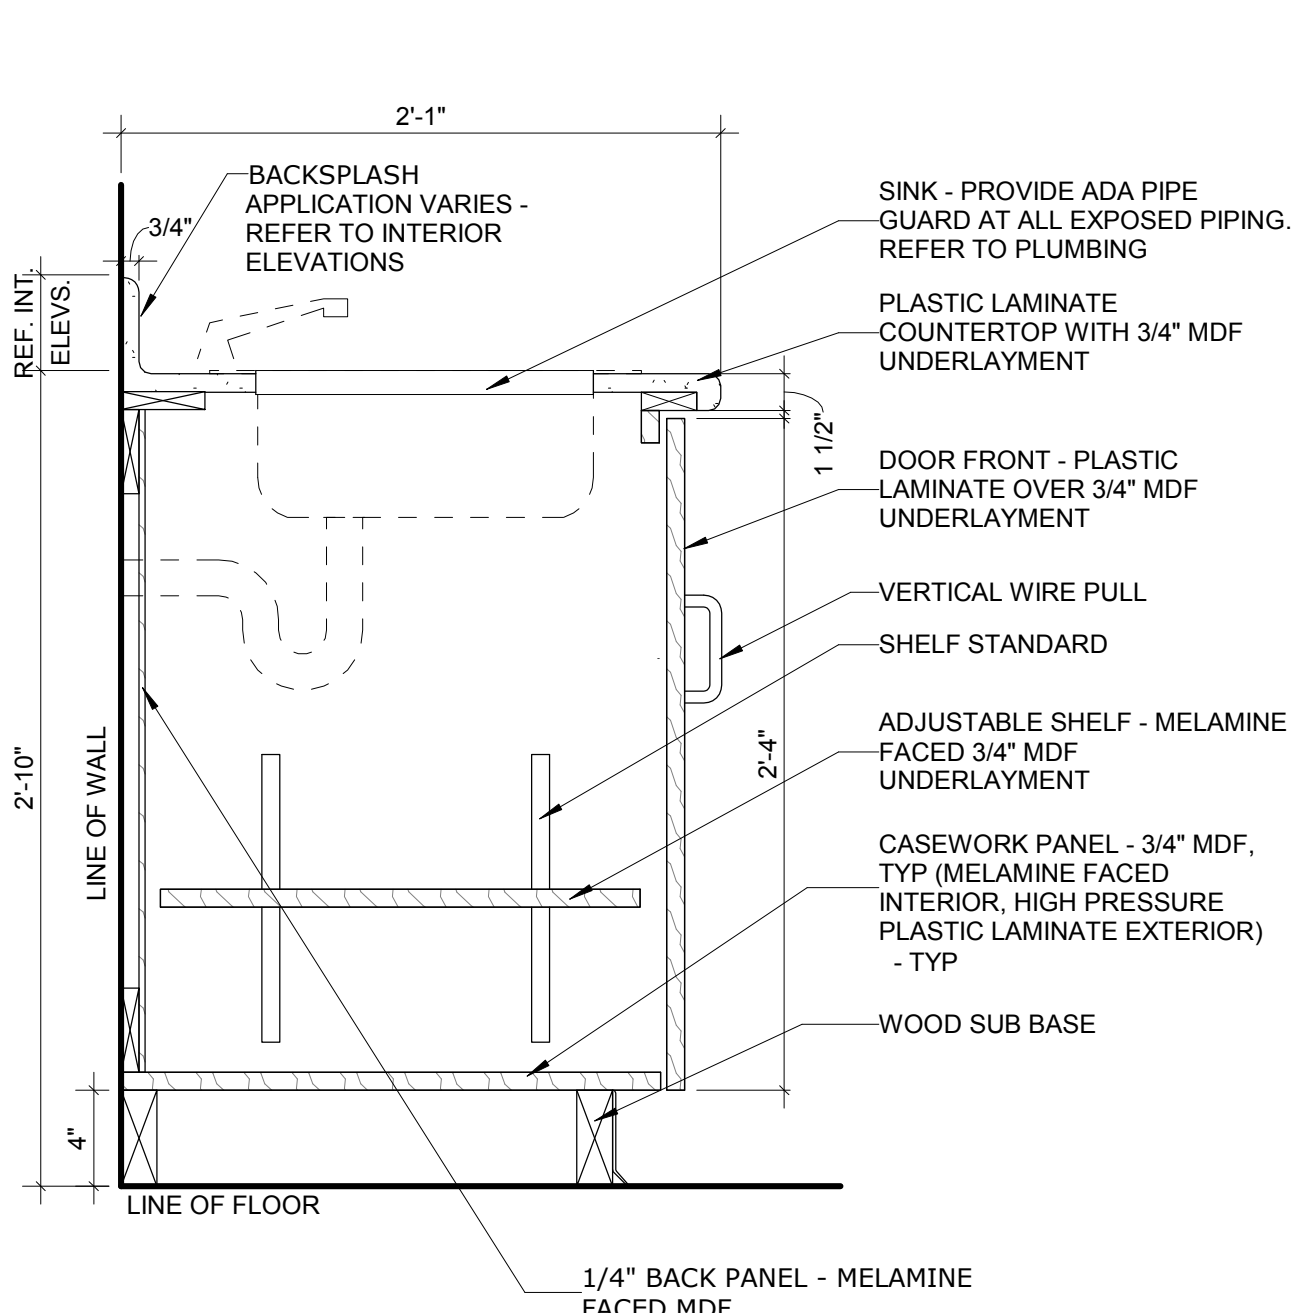 2'-1"
BACKSPLASH
APPLICATION VARIES -
REFER TO INTERIOR
ELEVATIONS
3/4"
REF. INT.
ELEVS.
SINK - PROVIDE ADA PIPE
GUARD AT ALL EXPOSED PIPING.
REFER TO PLUMBING
PLASTIC LAMINATE
COUNTERTOP WITH 3/4" MDF
UNDERLAYMENT
1 1/2"
DOOR FRONT - PLASTIC
LAMINATE OVER 3/4" MDF
UNDERLAYMENT
VERTICAL WIRE PULL
SHELF STANDARD
ADJUSTABLE SHELF - MELAMINE
FACED 3/4" MDF
UNDERLAYMENT
2'-4"
2'-10"
LINE OF WALL
CASEWORK PANEL - 3/4" MDF,
TYP (MELAMINE FACED
INTERIOR, HIGH PRESSURE
PLASTIC LAMINATE EXTERIOR)
- TYP
WOOD SUB BASE
4"
LINE OF FLOOR
1/4" BACK PANEL - MELAMINE
FACED MDF